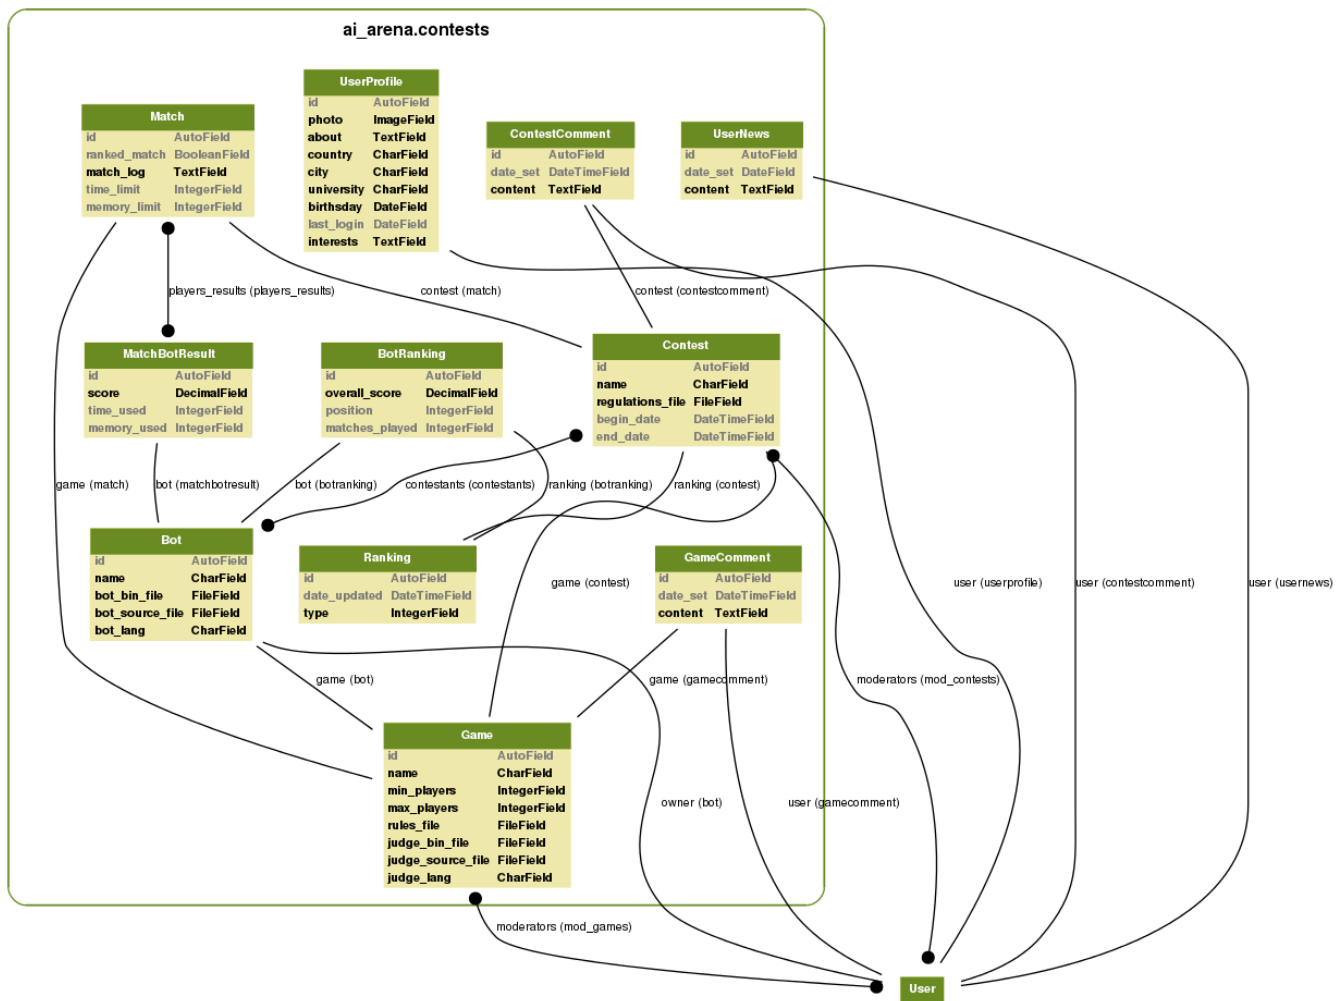 ai_arena.contests
UserProfile
id AutoField
photo ImageField
about TextField
country CharField
city CharField
university CharField
birthsday DateField
last_login DateField
interests TextField
Match
id AutoField
ranked_match BooleanField
match_log TextField
time_limit IntegerField
memory_limit IntegerField
ContestComment
id AutoField
date_set DateTimeField
content TextField
UserNews
id AutoField
date_set DateField
content TextField
players_results (players_results)
contest (match)
contest (contestcomment)
MatchBotResult
id AutoField
score DecimalField
time_used IntegerField
memory_used IntegerField
BotRanking
id AutoField
overall_score DecimalField
position IntegerField
matches_played IntegerField
Contest
id AutoField
name CharField
regulations_file FileField
begin_date DateTimeField
end_date DateTimeField
game (match)
bot (matchbotresult)
bot (botranking)
contestants (contestants)
ranking (botranking)
ranking (contest)
Bot
id AutoField
name CharField
bot_bin_file FileField
bot_source_file FileField
bot_lang CharField
Ranking
id AutoField
date_updated DateTimeField
type IntegerField
game (contest)
GameComment
id AutoField
date_set DateTimeField
content TextField
user (userprofile)
user (contestcomment)
user (usernews)
game (bot)
game (gamecomment)
moderators (mod_contests)
Game
id AutoField
name CharField
min_players IntegerField
max_players IntegerField
rules_file FileField
judge_bin_file FileField
judge_source_file FileField
judge_lang CharField
owner (bot)
user (gamecomment)
moderators (mod_games)
User